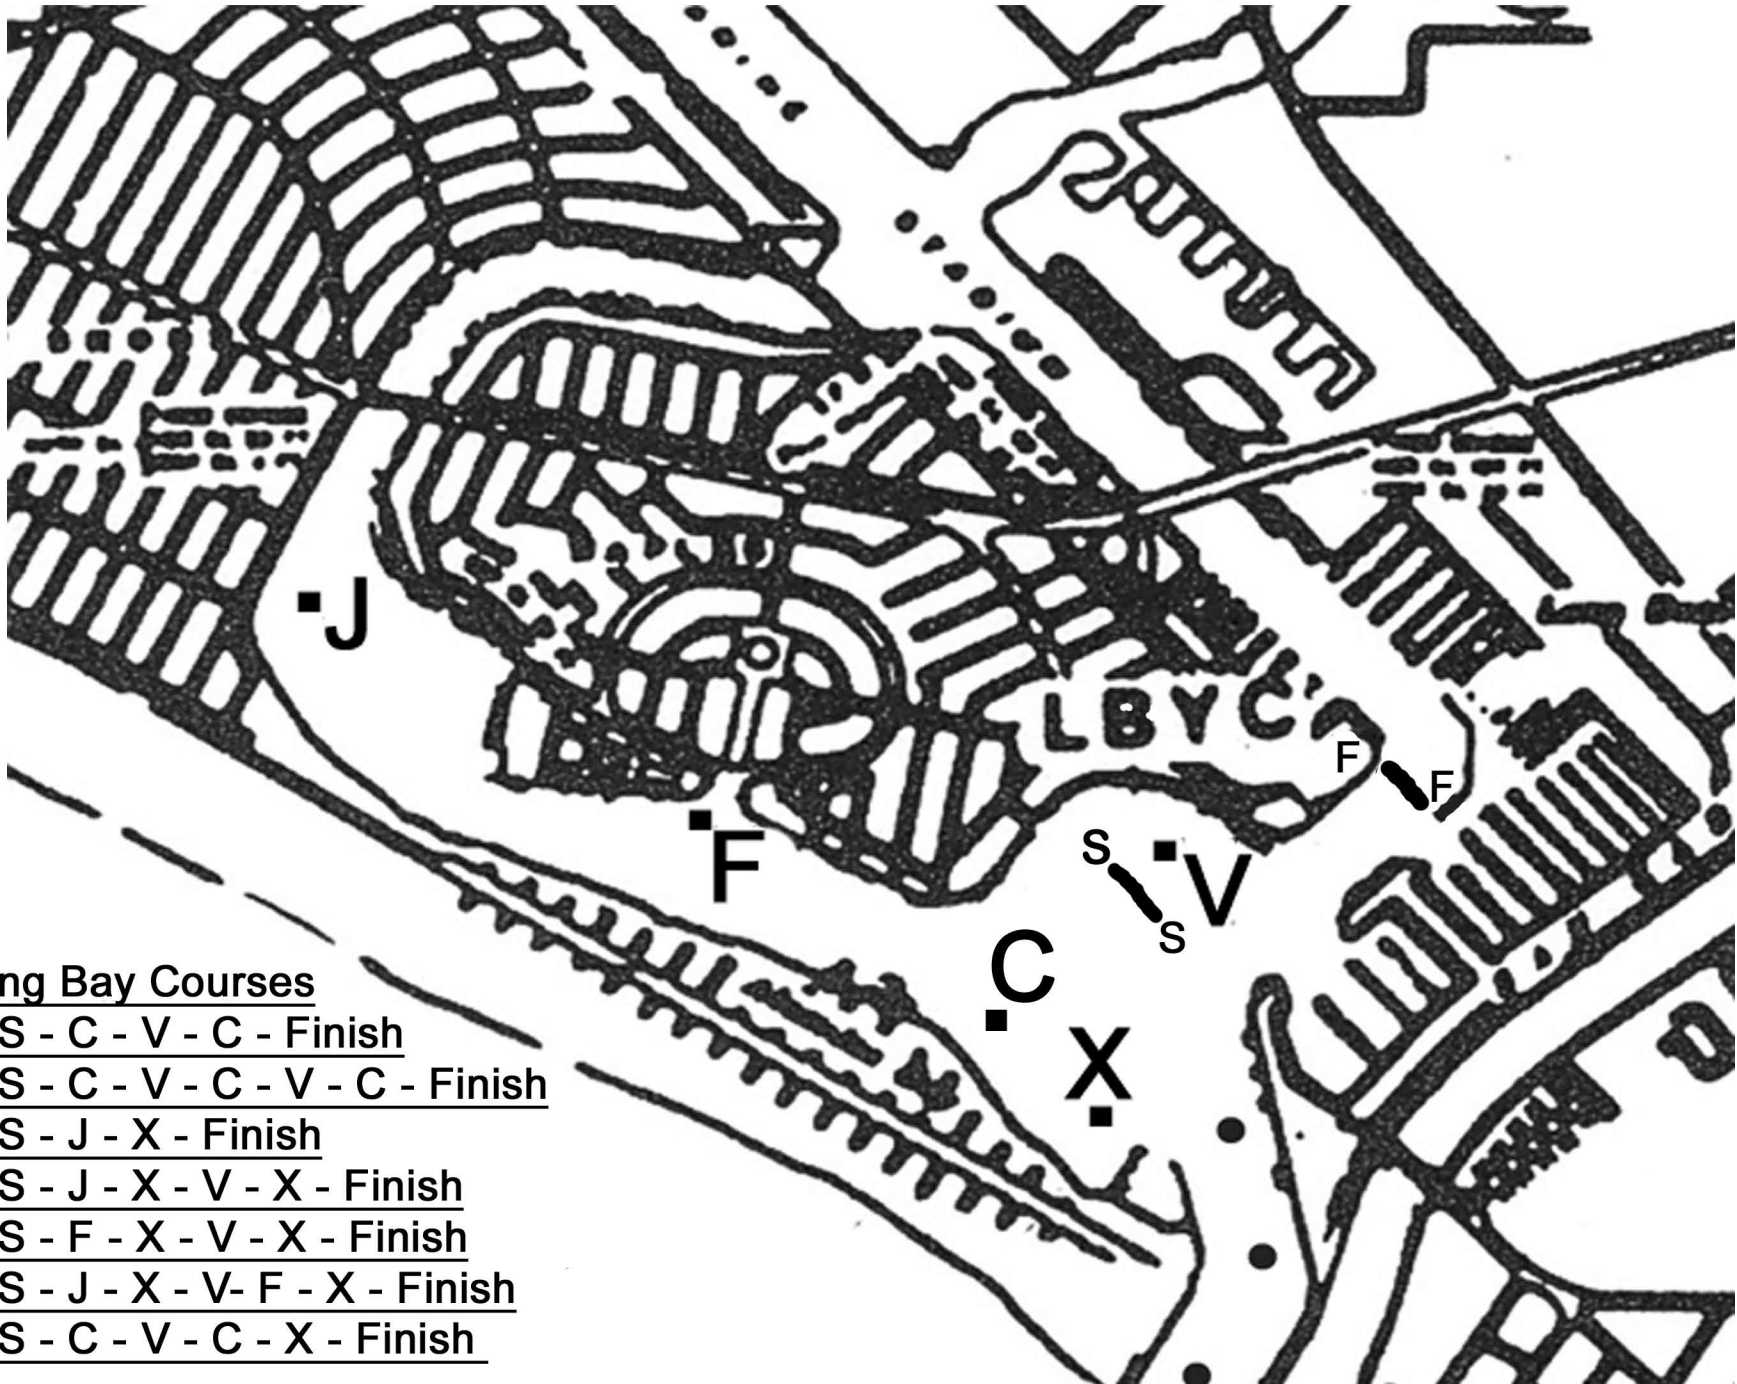 LBYC
F
F
J
S
F
V
S
C
X
ng Bay Courses
S - C - V - C - Finish
S - C - V - C - V - C - Finish
S - J - X - Finish
S - J - X - V - X - Finish
S - F - X - V - X - Finish
S - J - X - V- F - X - Finish
S - C - V - C - X - Finish